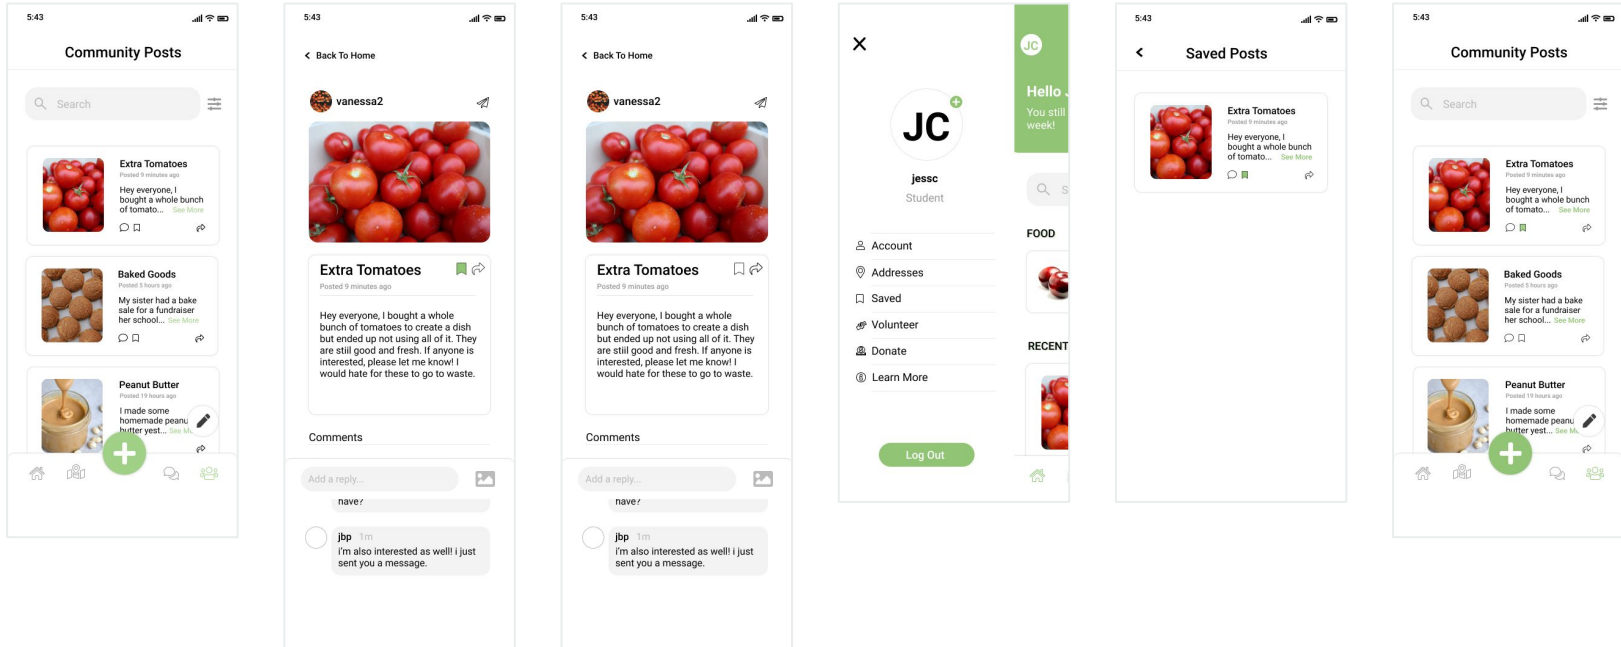 5:43
Community Posts
Search
Extra Tomatoes
Posted 9 minutes ago
Hey everyone, I
bought a whole bunch
of tomato... See More
Baked Goods
Posted 5 hours ago
My sister had a bake
sale for a fundraiser
her school... See More
Peanut Butter
Posted 19 hours ago
I made some
homemade peanu
butter yest... See Mo
5:43
Back To Home
vanessa2
Extra Tomatoes
Posted 9 minutes ago
Hey everyone, I bought a whole
bunch of tomatoes to create a dish
but ended up not using all of it. They
are still good and fresh. If anyone is
interested, please let me know! I
would hate for these to go to waste.
Comments
Add a reply...
have?
jbp 1m
i'm also interested as well! i just
sent you a message.
5:43
Back To Home
vanessa2
Extra Tomatoes
Posted 9 minutes ago
Hey everyone, I bought a whole
bunch of tomatoes to create a dish
but ended up not using all of it. They
are still good and fresh. If anyone is
interested, please let me know! I
would hate for these to go to waste.
Comments
Add a reply...
have?
jbp 1m
i'm also interested as well! i just
sent you a message.
JC
jessc
Student
Account
Addresses
Saved
Volunteer
Donate
Learn More
Log Out
JC
Hello J
You still
week!
S
FOOD
RECENT
5:43
Saved Posts
Extra Tomatoes
Posted 9 minutes ago
Hey everyone, I
bought a whole bunch
of tomato... See More
5:43
Community Posts
Search
Extra Tomatoes
Posted 9 minutes ago
Hey everyone, I
bought a whole bunch
of tomato... See More
Baked Goods
Posted 5 hours ago
My sister had a bake
sale for a fundraiser
her school... See More
Peanut Butter
Posted 19 hours ago
I made some
homemade peanu
butter yest... See Mo